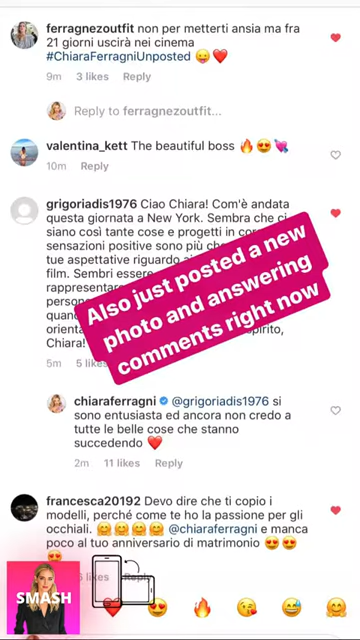 ferragnezoutfit non per metterti ansia ma fra
21 giorni uscirà nei cinema
#ChiaraFerragniUnposted 😛❤️
9m 3 likes Reply
Reply to ferragnezoutfit...
valentina_kett The beautiful boss 🔥😍💘
10m Reply
grigoriadis1976 Ciao Chiara! Com'è andata
questa giornata a New York. Sembra che ci
siano così tante cose e progetti in
sensazioni positive sono più
tue aspettative riguardo
film. Sembri essere
Chiara!
5m
Also just posted a new
photo and answering
comments right now
chiaraferragni @grigoriadis1976 si
sono entusiasta ed ancora non credo a
tutte le belle cose che stanno
succedendo ❤️
2m 11 likes Reply
francesca20192 Devo dire che ti copio i
modelli, perché come te ho la passione per gli
occhiali. 🤗🤗🤗🤗 @chiaraferragni e manca
poco al tuo anniversario di matrimonio 😍😍
😍
likes Reply
SMASH